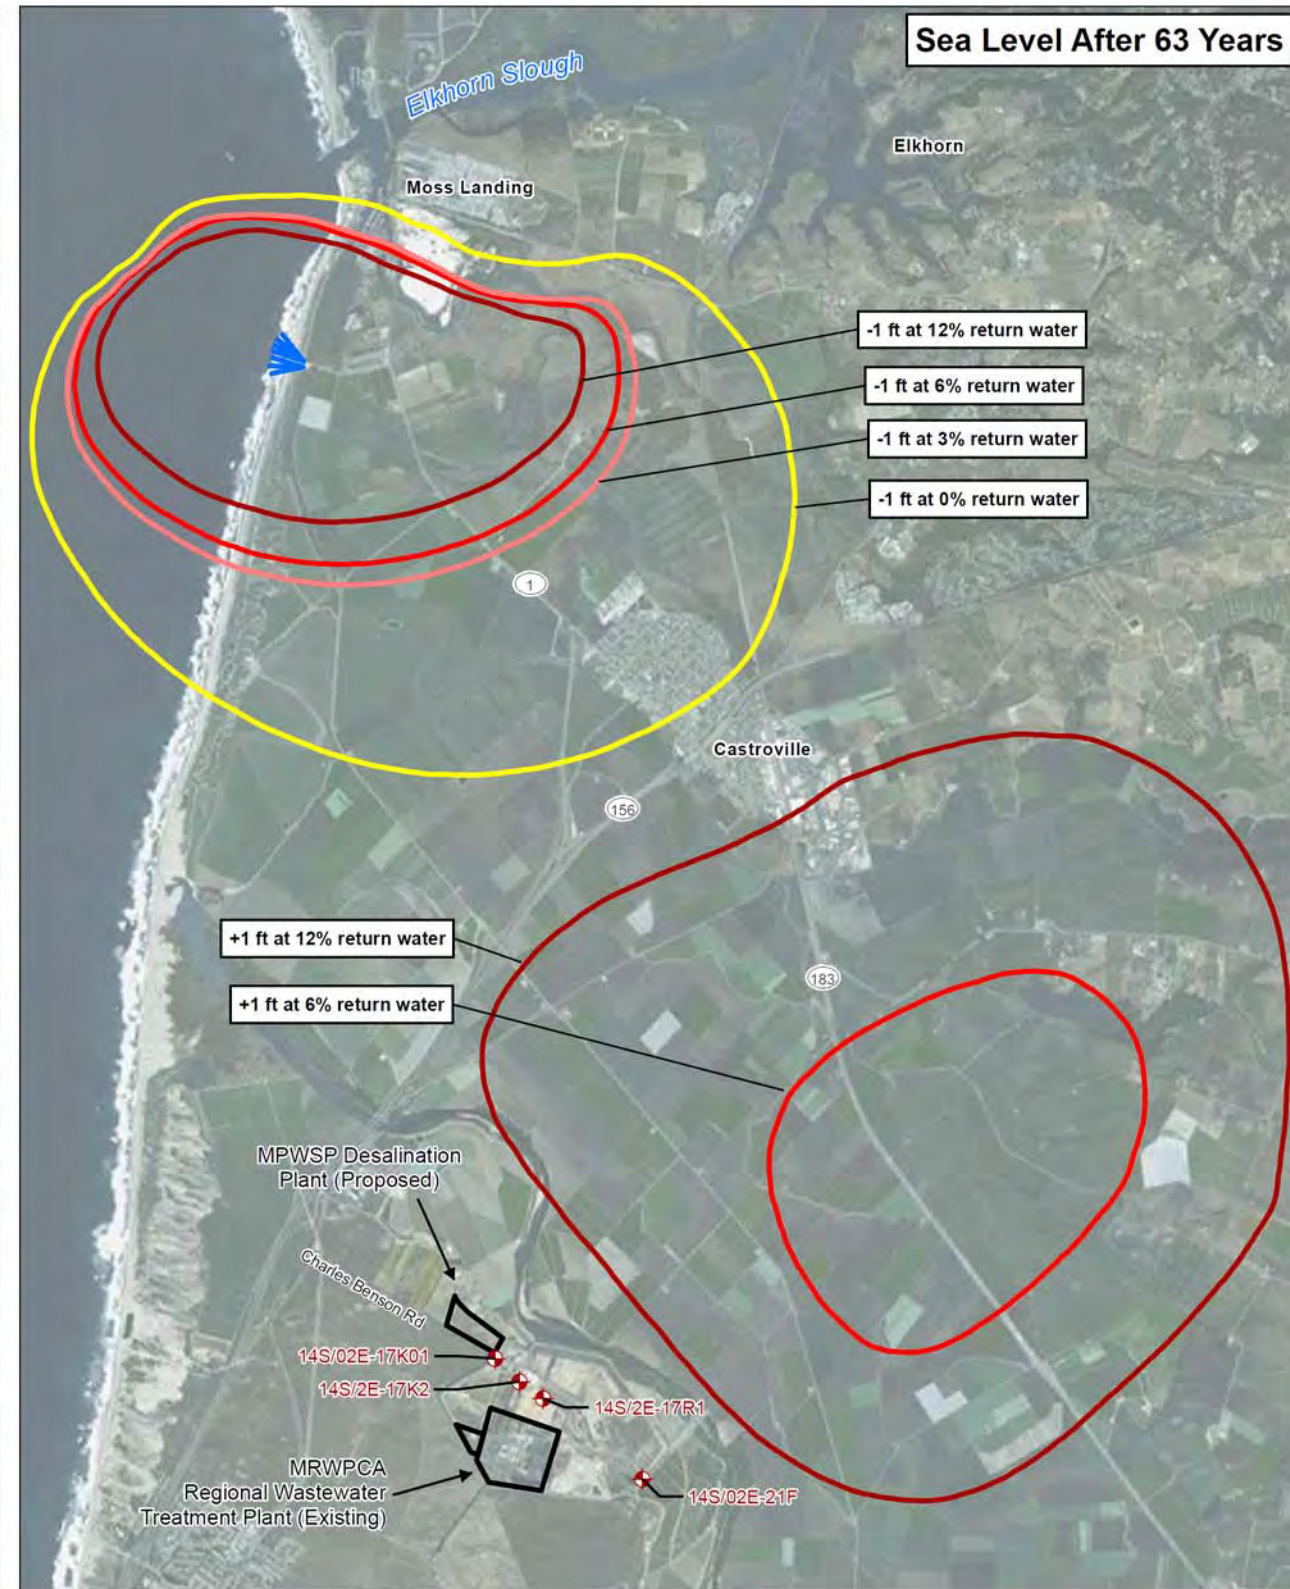 Sea Level After 63 Years
Elkhorn Slough
Elkhorn
Moss Landing
-1 ft at 12% return water
-1 ft at 6% return water
-1 ft at 3% return water
-1 ft at 0% return water
1
Castroville
156
+1 ft at 12% return water
183
+1 ft at 6% return water
MPWSP Desalination
Plant (Proposed)
Charles Benson Rd
14S/02E-17K01
14S/2E-17K2
14S/2E-17R1
MRWPCA
Regional Wastewater
Treatment Plant (Existing)
14S/02E-21F